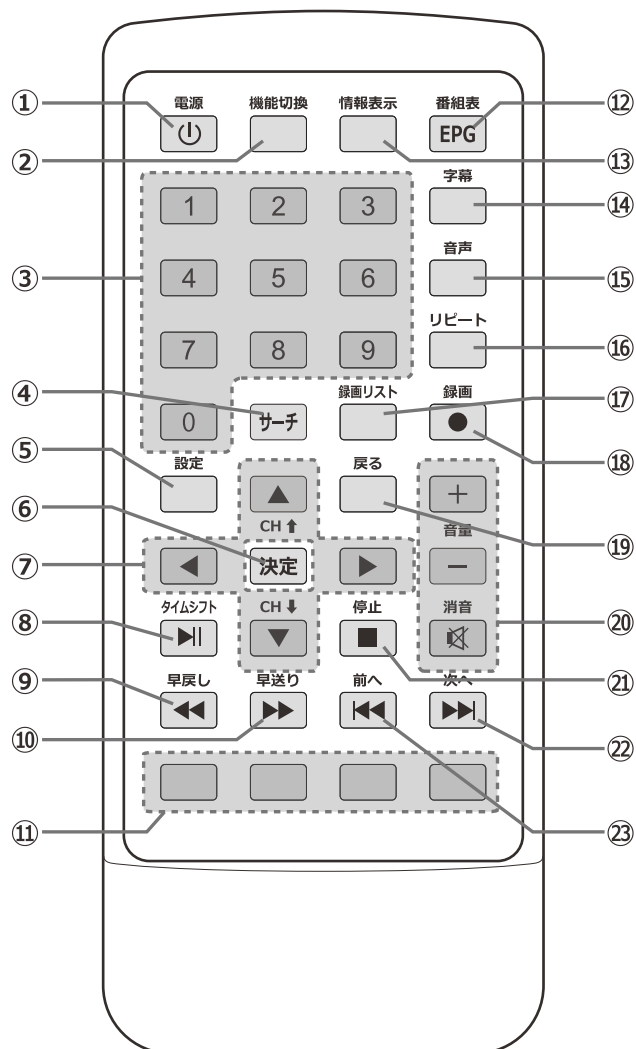 ① 電源 機能切換 情報表示 番組表 ⑫
② EPG ⑬
字幕
1 2 3 ⑭
音声
③ 4 5 6 ⑮
リピート
7 8 9 ⑯
④ 録画リスト 録画 ⑰
0 サーチ ⑱
⑤ 設定 戻る
⑥ CH ⬆ + 音量 ⑲
⑦ 決定 −
⑧ タイムシフト CH ⬇ 停止 消音 ⑳
⑨ 早戻し 早送り 前へ 次へ ㉑
⑩ ㉒
⑪ ㉓